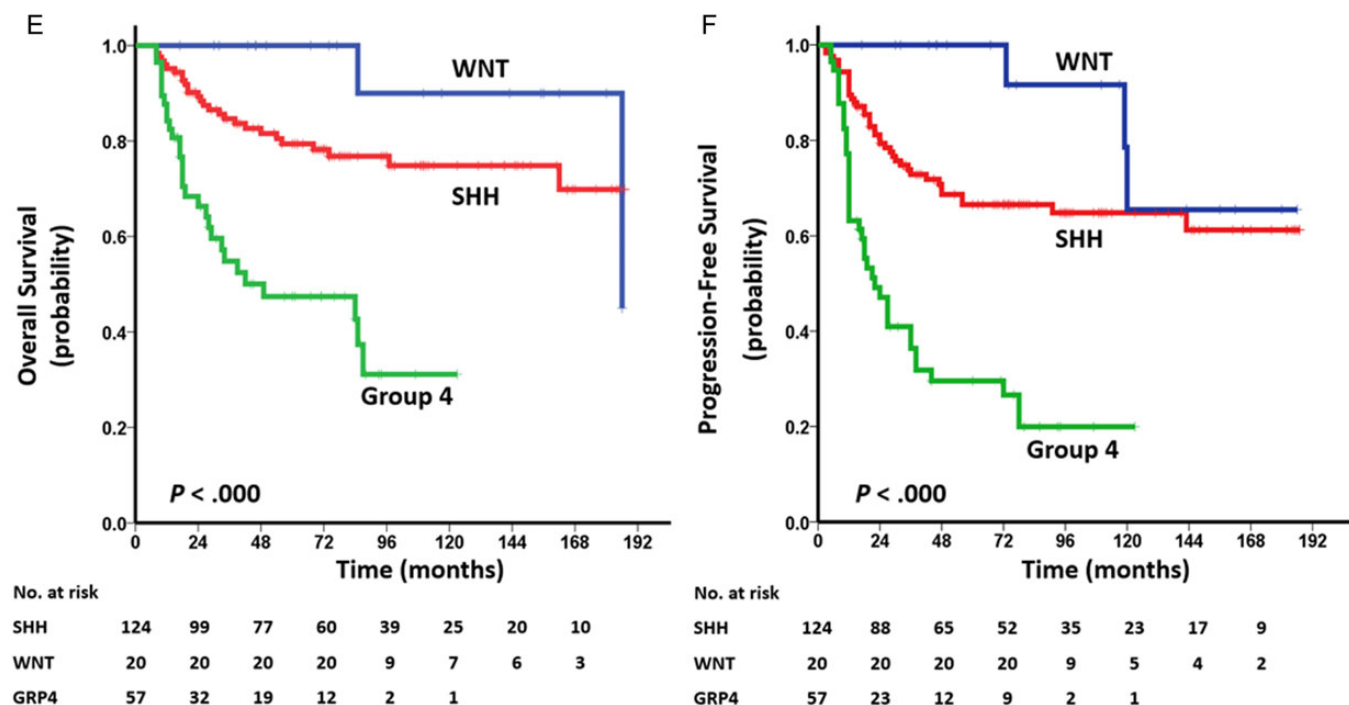 E
Overall Survival
(probability)
1.0
0.8
0.6
0.4
0.2
0.0
WNT
SHH
Group 4
P < .000
0 24 48 72 96 120 144 168 192
Time (months)
No. at risk
SHH 124 99 77 60 39 25 20 10
WNT 20 20 20 20 9 7 6 3
GRP4 57 32 19 12 2 1
F
Progression-Free Survival
(probability)
1.0
0.8
0.6
0.4
0.2
0.0
WNT
SHH
Group 4
P < .000
0 24 48 72 96 120 144 168 192
Time (months)
No. at risk
SHH 124 88 65 52 35 23 17 9
WNT 20 20 20 20 9 5 4 2
GRP4 57 23 12 9 2 1